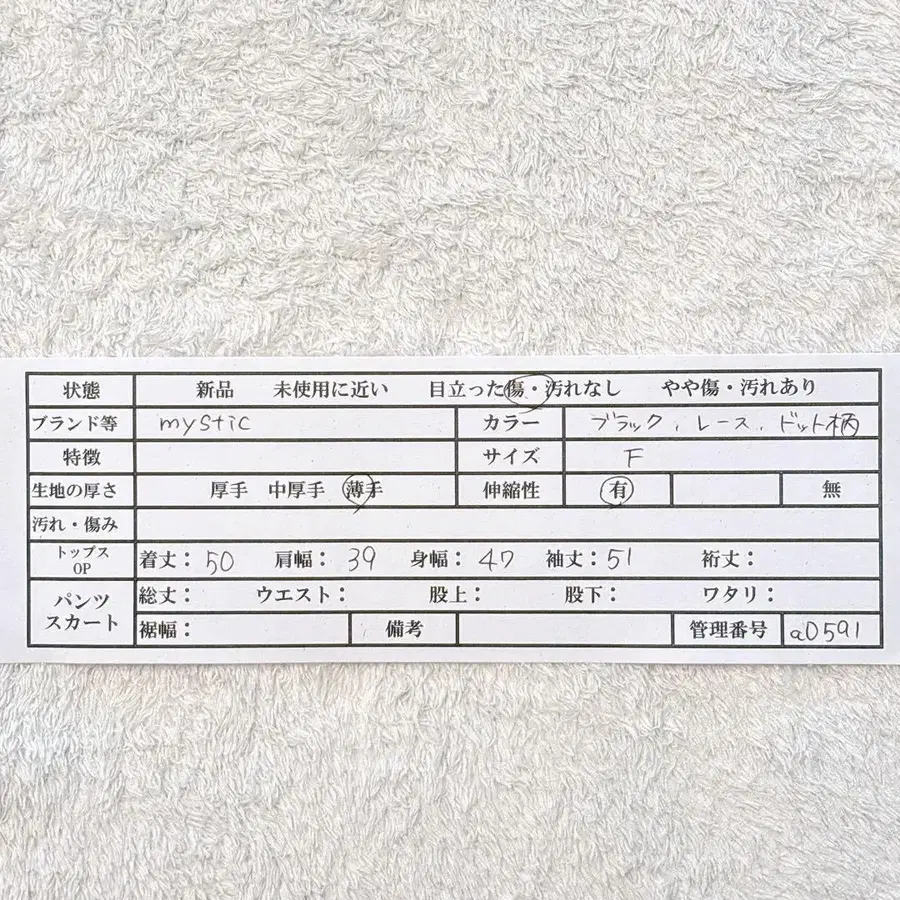 状態 新品 未使用に近い 目立った傷・汚れなし やや傷・汚れあり
ブランド等 mystic カラー ブラック、レース、ドット柄
特徴 サイズ F
生地の厚さ 厚手 中厚手 薄手 伸縮性 有 無
汚れ・傷み
トップス OP 着丈: 50 肩幅: 39 身幅: 47 袖丈: 51 裄丈:
パンツ スカート 総丈: ウエスト: 股上: 股下: ワタリ:
裾幅: 備考 管理番号 a0591